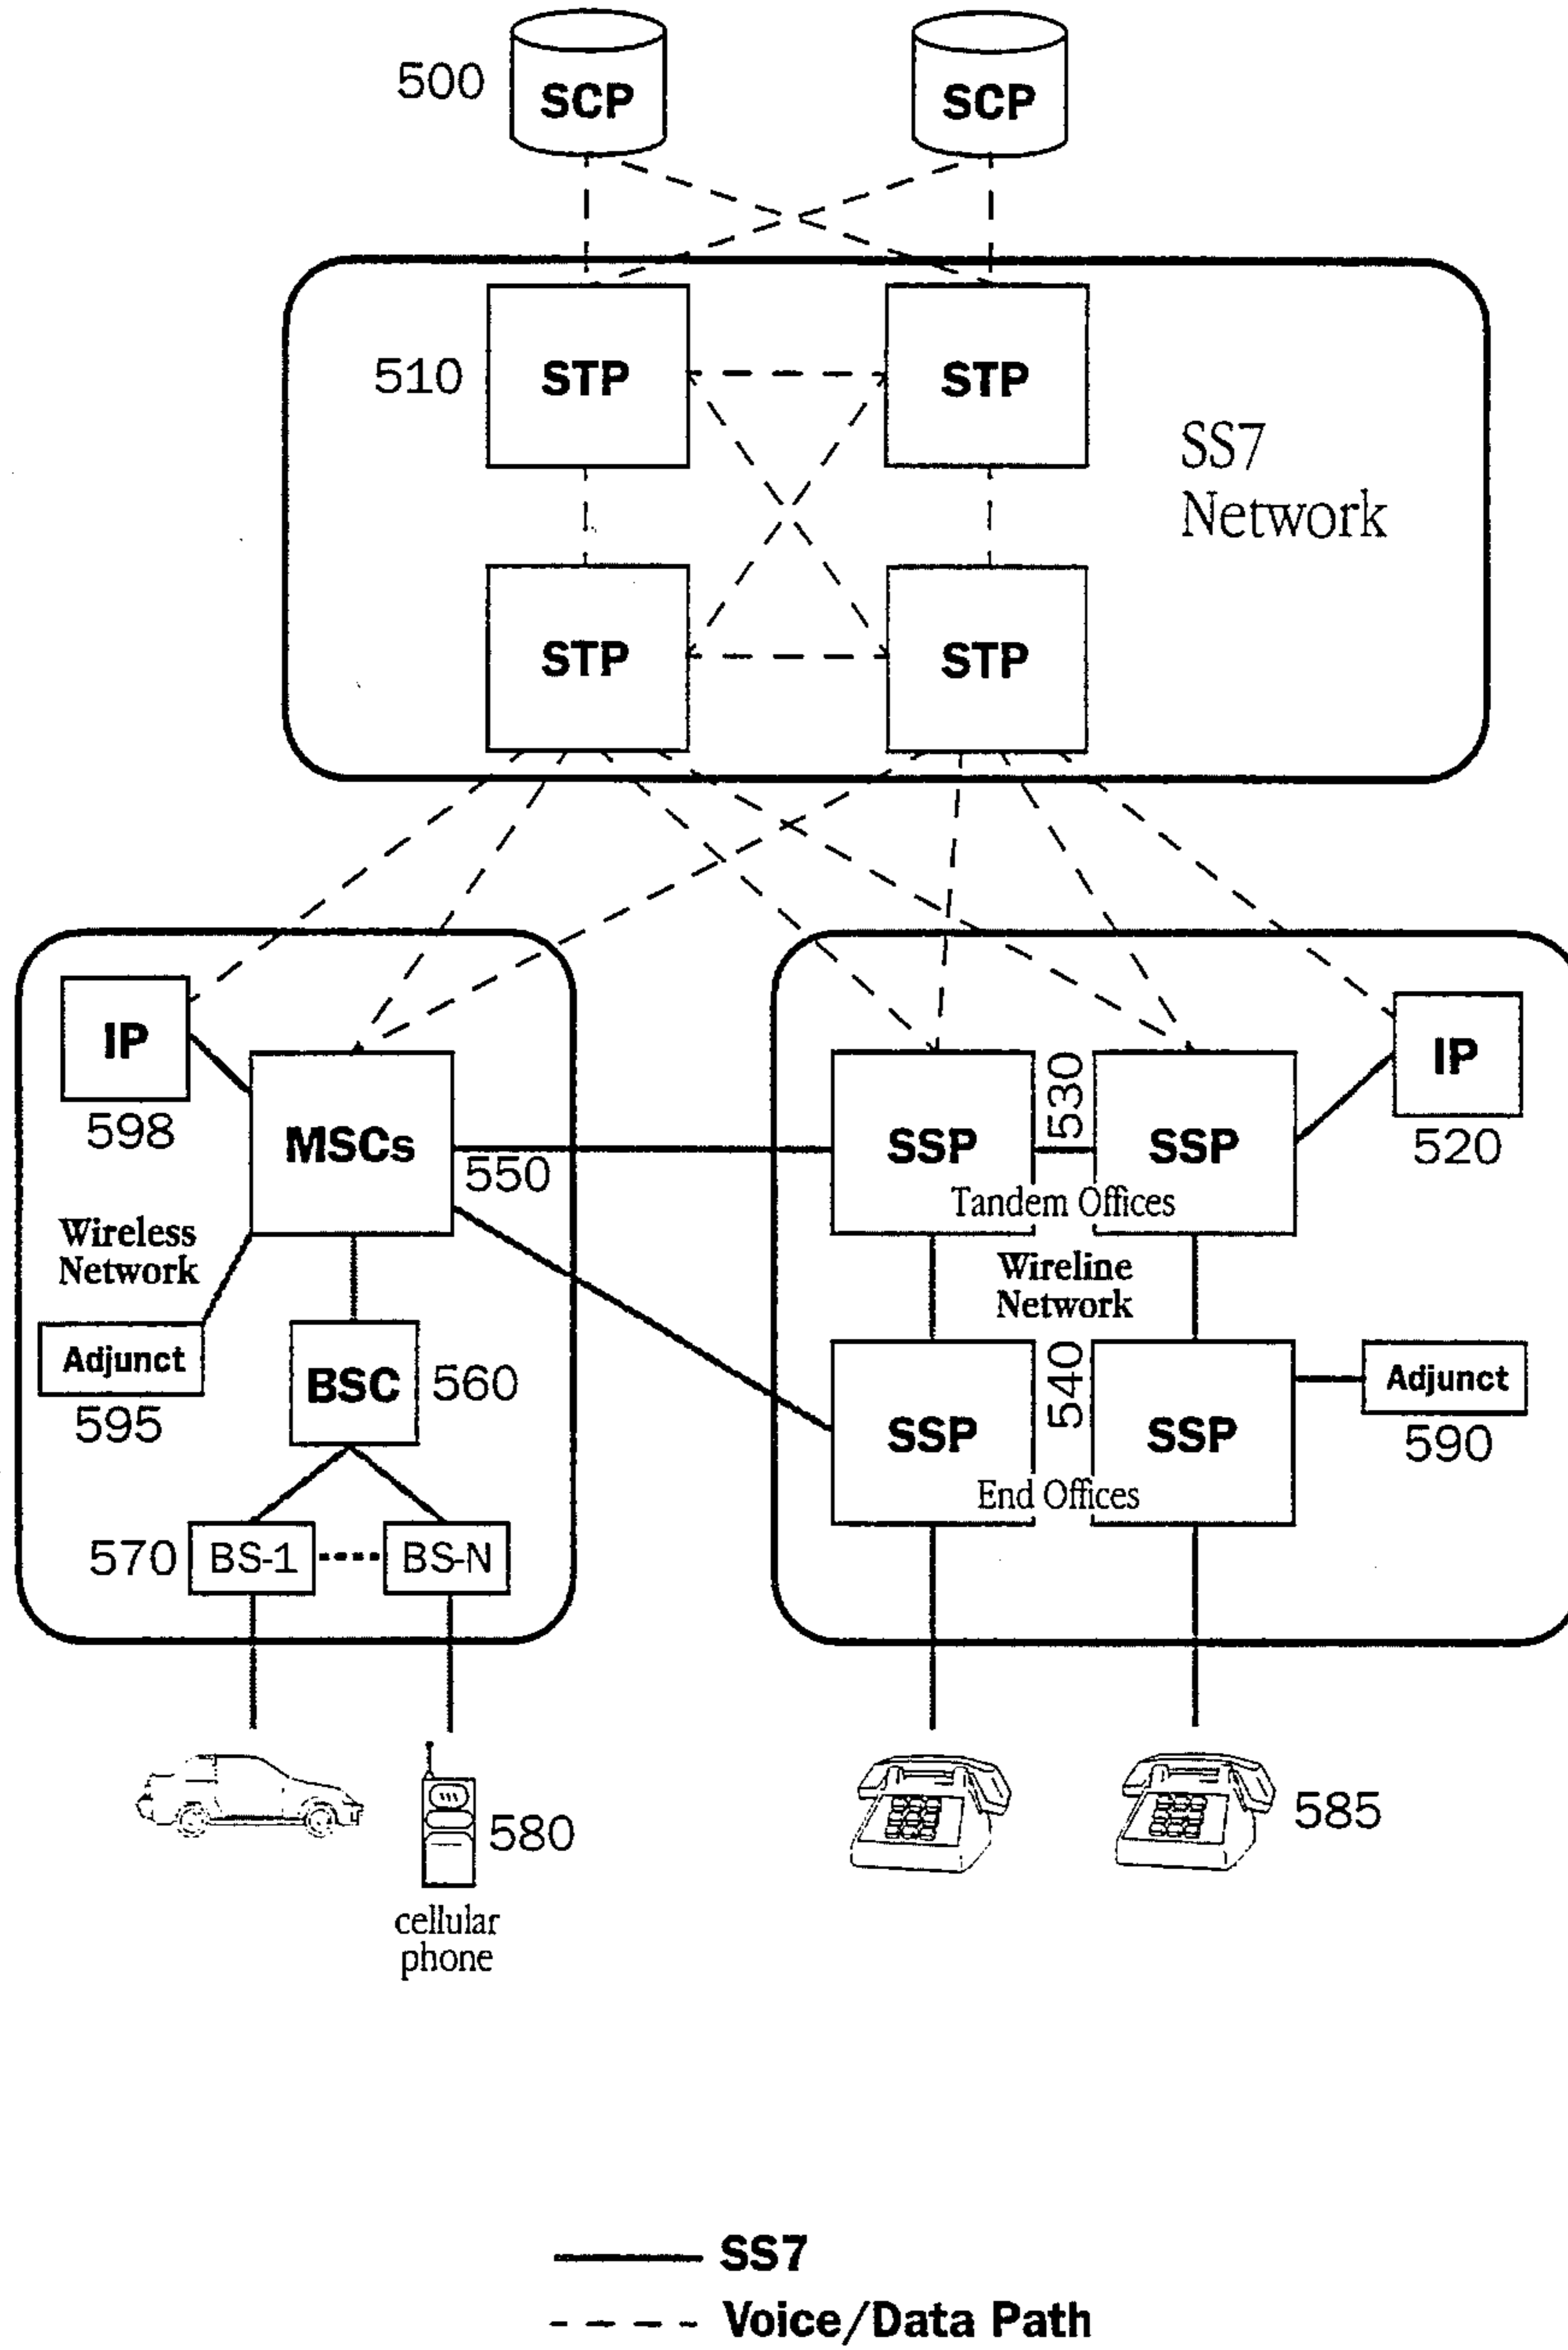 500
SCP
SCP
510
STP
STP
SS7
Network
STP
STP
IP
598
MSCs
550
SSP
530
SSP
IP
520
Tandem Offices
Wireless
Network
Wireline
Network
Adjunct
595
BSC
560
SSP
540
SSP
Adjunct
590
End Offices
570
BS-1
BS-N
580
585
cellular
phone
SS7
Voice/Data Path